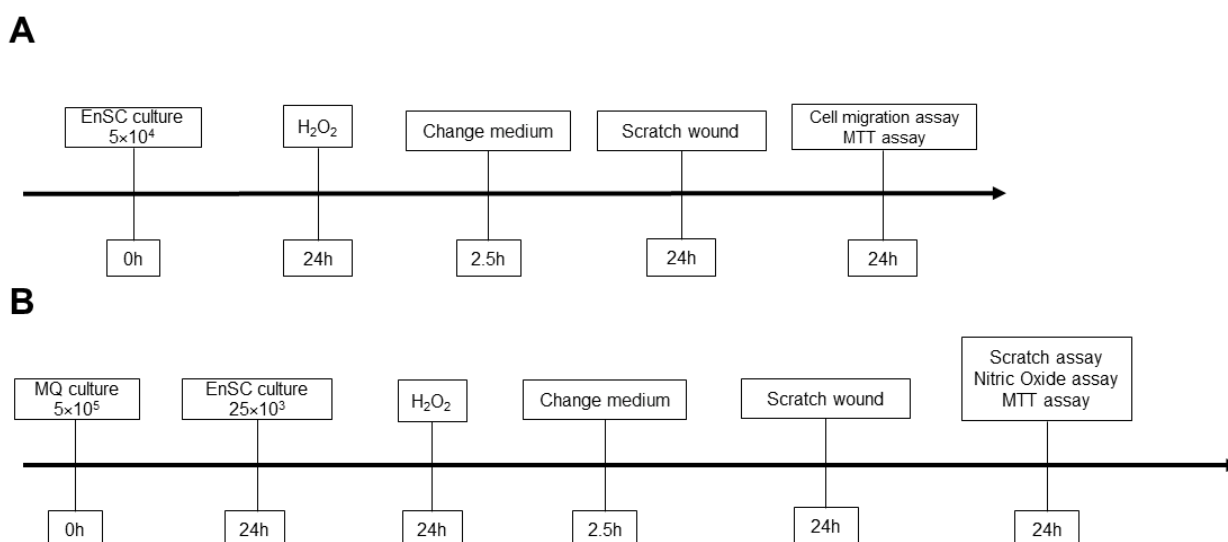 A
EnSC culture
5×10⁴
H₂O₂
Change medium
Scratch wound
Cell migration assay
MTT assay
0h
24h
2.5h
24h
24h
B
MQ culture
5×10⁵
EnSC culture
25×10³
H₂O₂
Change medium
Scratch wound
Scratch assay
Nitric Oxide assay
MTT assay
0h
24h
24h
2.5h
24h
24h